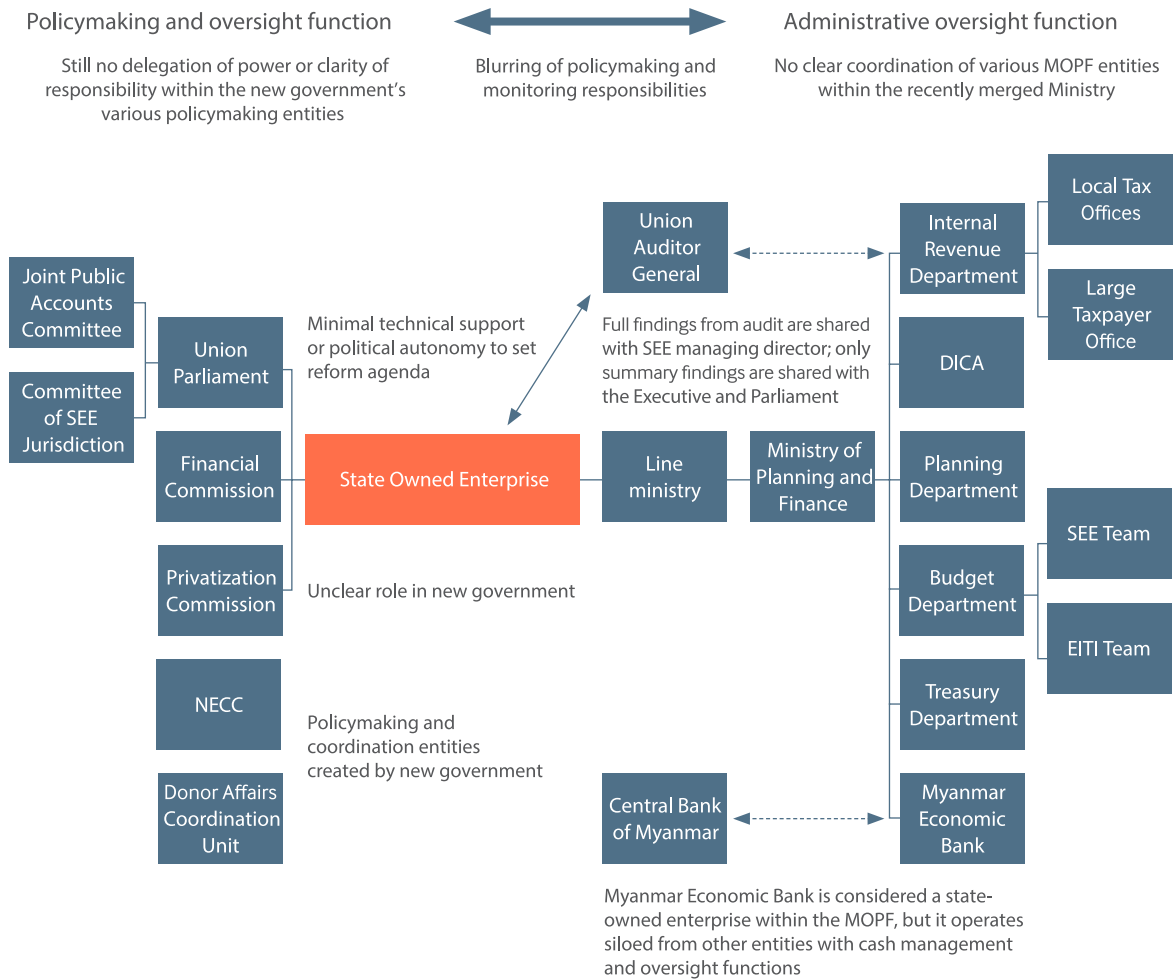 Policymaking and oversight function
Administrative oversight function
Still no delegation of power or clarity of
responsibility within the new government's
various policymaking entities
Blurring of policymaking and
monitoring responsibilities
No clear coordination of various MOPF entities
within the recently merged Ministry
Joint Public
Accounts
Committee
Committee
of SEE
Jurisdiction
Union
Parliament
Financial
Commission
Privatization
Commission
NECC
Donor Affairs
Coordination
Unit
Minimal technical support
or political autonomy to set
reform agenda
State Owned Enterprise
Unclear role in new government
Policymaking and
coordination entities
created by new government
Union
Auditor
General
Full findings from audit are shared
with SEE managing director; only
summary findings are shared with
the Executive and Parliament
Line
ministry
Ministry of
Planning and
Finance
Central Bank
of Myanmar
Myanmar Economic Bank is considered a state-
owned enterprise within the MOPF, but it operates
siloed from other entities with cash management
and oversight functions
Internal
Revenue
Department
DICA
Planning
Department
Budget
Department
Treasury
Department
Myanmar
Economic
Bank
Local Tax
Offices
Large
Taxpayer
Office
SEE Team
EITI Team